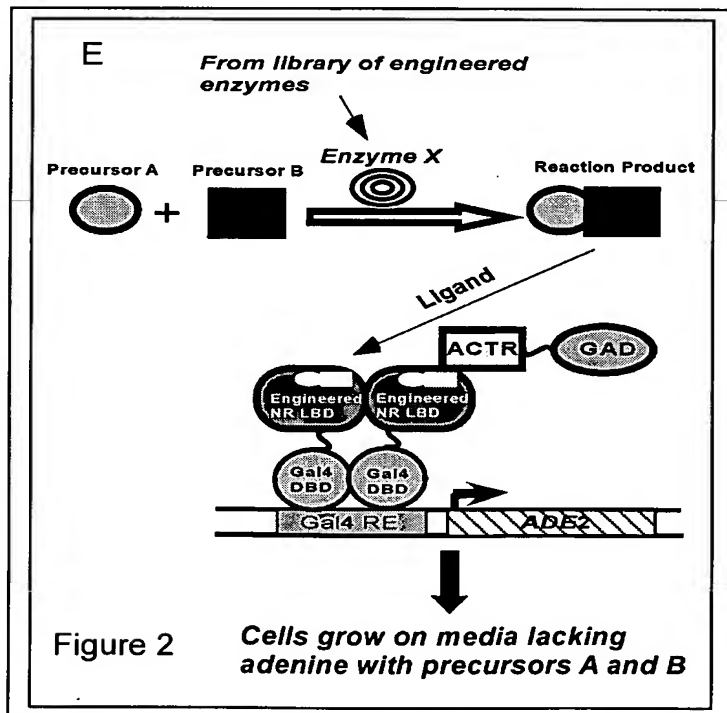 E
From library of engineered
enzymes
Enzyme X
Precursor A
Precursor B
Reaction Product
+
Ligand
ACTR
GAD
Engineered
NR LBD
Engineered
NR LBD
Gal4
DBD
Gal4
DBD
Gal4 RE
ADE2
Figure 2
Cells grow on media lacking
adenine with precursors A and B